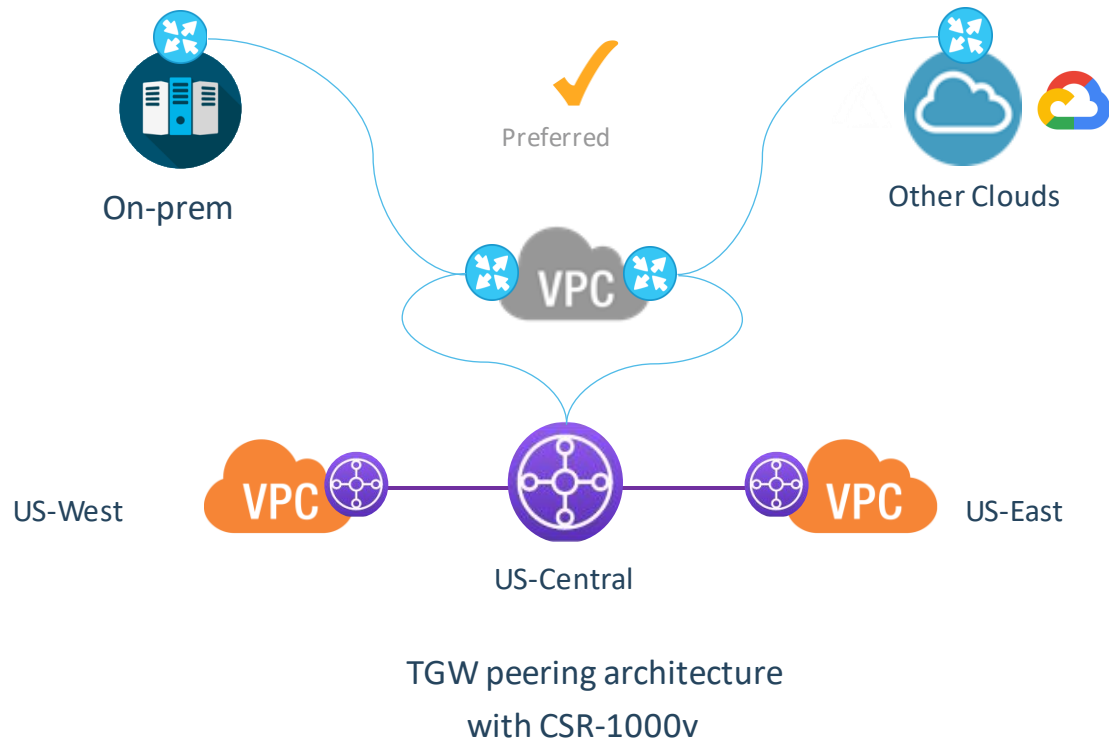 Preferred
On-prem
Other Clouds
VPC
VPC
VPC
US-West
US-East
US-Central
TGW peering architecture
with CSR-1000v